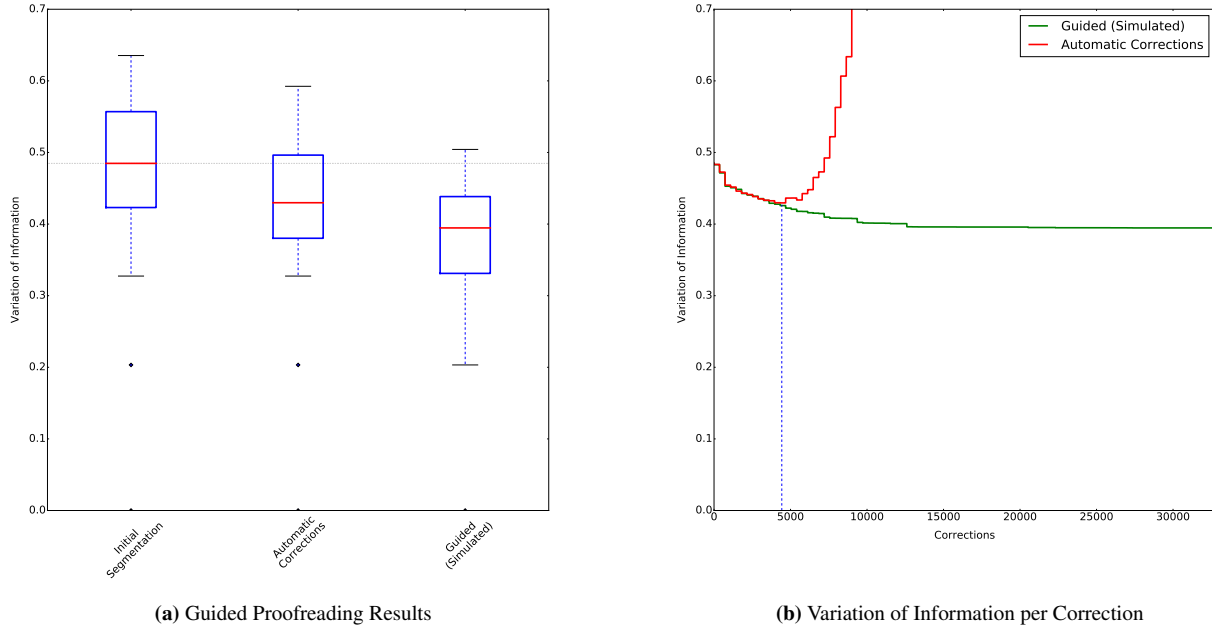 0.7
0.6
0.5
0.4
0.3
0.2
0.1
0.0
Variation of Information
Initial
Segmentation
Automatic
Corrections
Guided
(Simulated)
(a) Guided Proofreading Results
0.7
0.6
0.5
0.4
0.3
0.2
0.1
0.0
Variation of Information
Guided (Simulated)
Automatic Corrections
0 5000 10000 15000 20000 25000 30000
Corrections
(b) Variation of Information per Correction